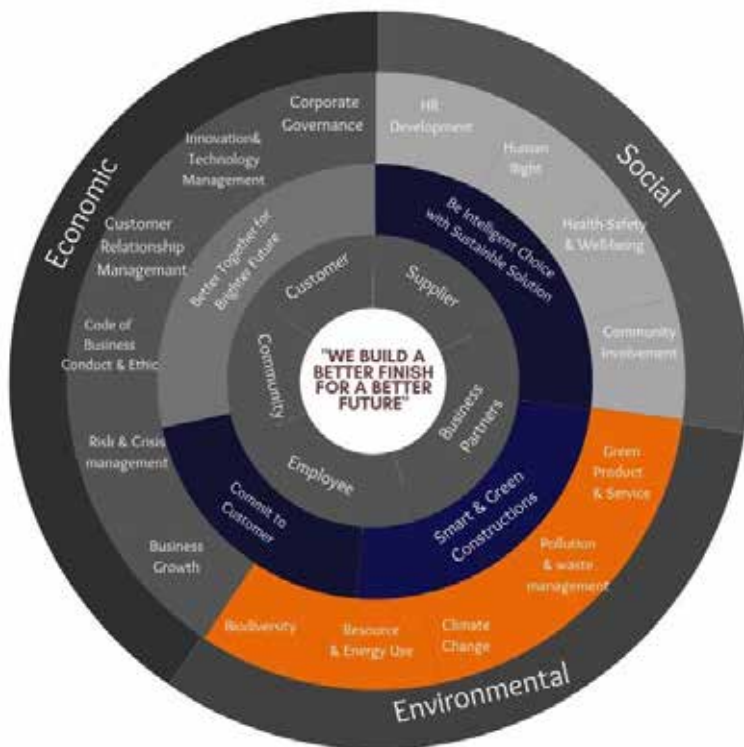 Economic
Social
Environmental
Corporate
Governance
Innovation&
Technology
Management
Customer
Relationship
Managemant
Code of
Business
Conduct & Ethic
Risk & Crisis
management
Business
Growth
HR
Development
Human
Right
Health Safety
& Well-being
Community
Involvement
Green
Product
& Service
Pollution
& waste
management
Climate
Change
Resource
& Energy Use
Biodiversity
Better Together for
Brighter Future
Be Intelligent Choice
with Sustainble Solution
Smart & Green
Constructions
Commit to
Customer
Customer
Supplier
Business
Partners
Employee
Community
"WE BUILD A
BETTER FINISH
FOR A BETTER
FUTURE"